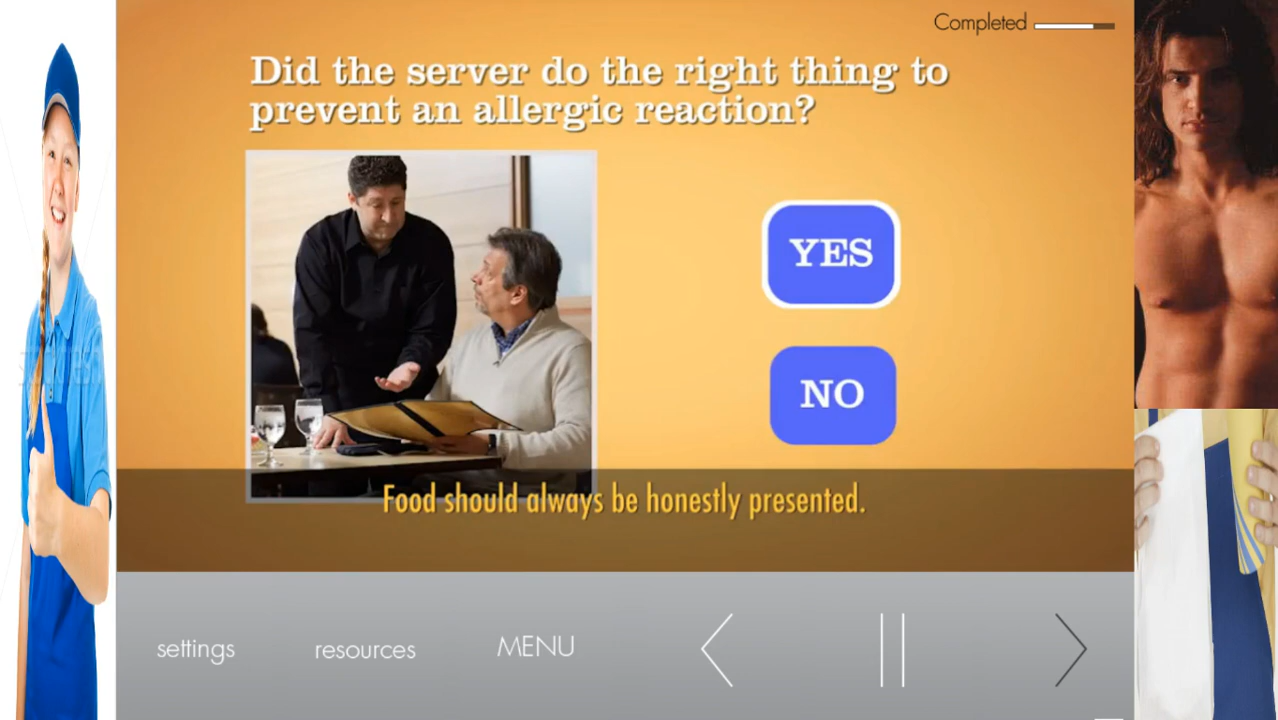 Completed
Did the server do the right thing to
prevent an allergic reaction?
YES
NO
Food should always be honestly presented.
settings
resources
MENU